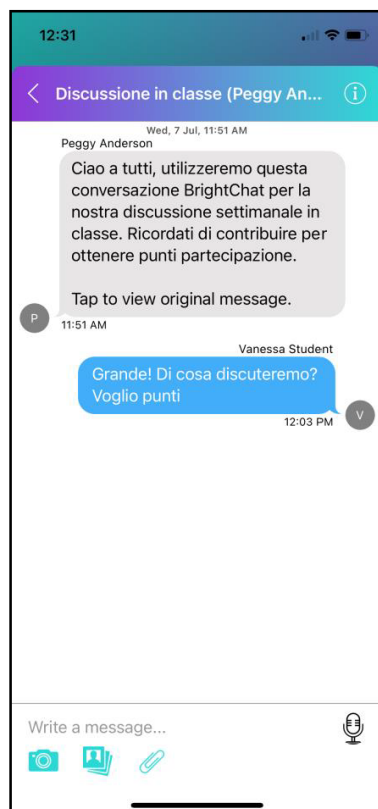 12:31
Discussione in classe (Peggy An...
Wed, 7 Jul, 11:51 AM
Peggy Anderson
Ciao a tutti, utilizzeremo questa
conversazione BrightChat per la
nostra discussione settimanale in
classe. Ricordati di contribuire per
ottenere punti partecipazione.
Tap to view original message.
P
11:51 AM
Vanessa Student
Grande! Di cosa discuteremo?
Voglio punti
12:03 PM
V
Write a message...